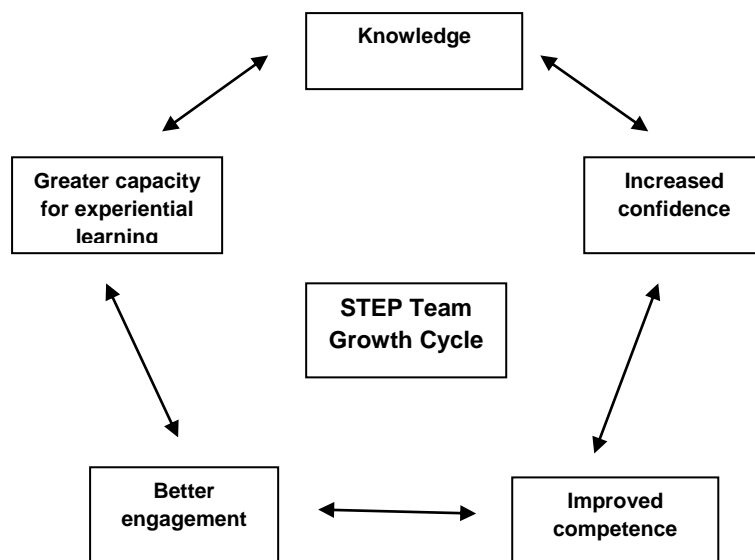 Knowledge
Greater capacity
for experiential
learning
Increased
confidence
STEP Team
Growth Cycle
Better
engagement
Improved
competence